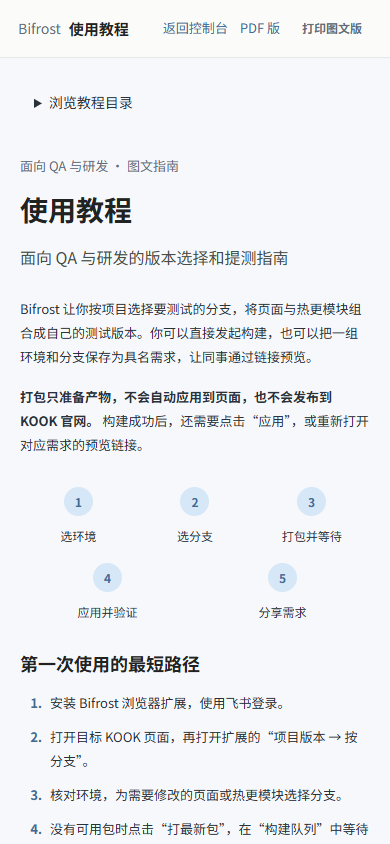 Bifrost 使用教程 返回控制台 PDF 版 打印图文版
▶ 浏览教程目录
面向 QA 与研发 · 图文指南
使用教程
面向 QA 与研发的版本选择和提测指南
Bifrost 让你按项目选择要测试的分支，将页面与热更模块组
合成自己的测试版本。你可以直接发起构建，也可以把一组
环境和分支保存为具名需求，让同事通过链接预览。
打包只准备产物，不会自动应用到页面，也不会发布到
KOOK 官网。 构建成功后，还需要点击“应用”，或重新打开
对应需求的预览链接。
1 2 3
选环境 选分支 打包并等待
4 5
应用并验证 分享需求
第一次使用的最短路径
1. 安装 Bifrost 浏览器扩展，使用飞书登录。
2. 打开目标 KOOK 页面，再打开扩展的“项目版本 → 按
分支”。
3. 核对环境，为需要修改的页面或热更模块选择分支。
4. 没有可用包时点击“打最新包”，在“构建队列”中等待